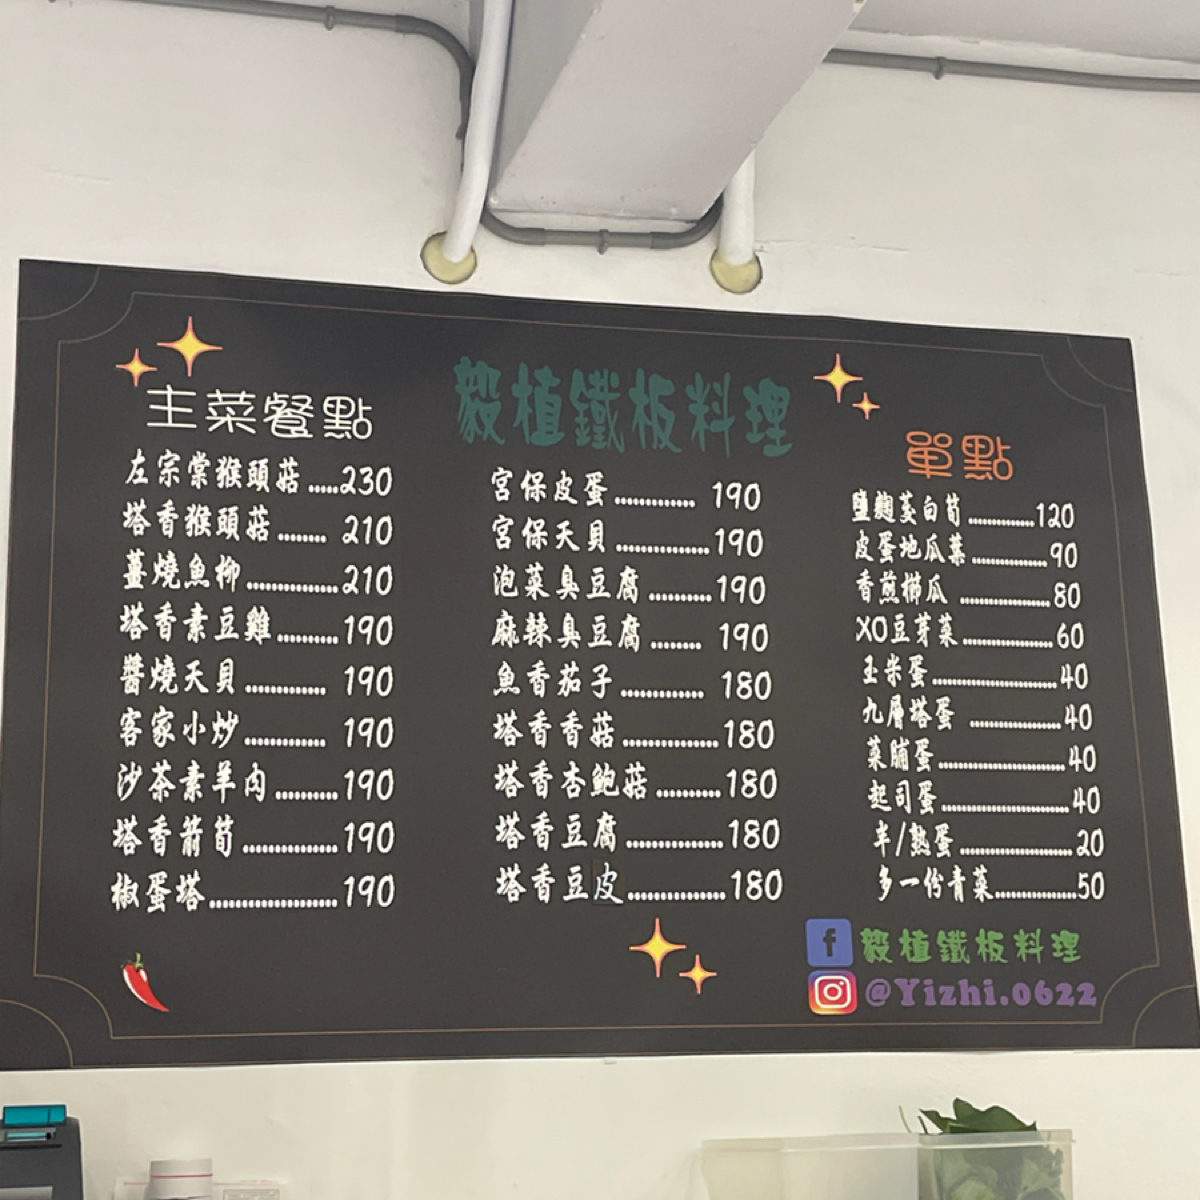 毅植鐵板料理
主菜餐點
左宗棠猴頭菇.....230
塔香猴頭菇........ 210
薑燒魚柳...............210
塔香素豆雞..........190
醬燒天貝............. 190
客家小炒............. 190
沙茶素羊肉..........190
塔香箭筍...............190
椒蛋塔....................190
宮保皮蛋............. 190
宮保天貝...............190
泡菜臭豆腐..........190
麻辣臭豆腐........ 190
魚香茄子............. 180
塔香香菇...............180
塔香杏鮑菇..........180
塔香豆腐...............180
塔香豆皮...............180
單點
鹽麴茭白筍.............120
皮蛋地瓜葉...............90
香煎櫛瓜..................80
XO豆芽菜...................60
玉米蛋.........................40
九層塔蛋..................40
菜脯蛋.........................40
起司蛋.........................40
半/熟蛋......................20
多一份青菜................50
毅植鐵板料理
@Yizhi.0622